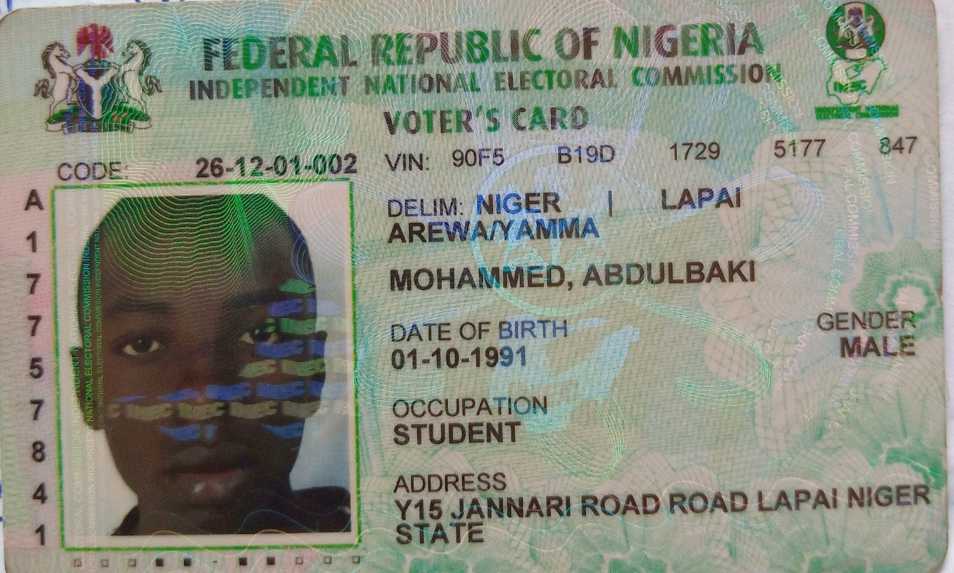 FEDERAL REPUBLIC OF NIGERIA
INDEPENDENT NATIONAL ELECTORAL COMMISSION
VOTER'S CARD
CODE: 26-12-01-002
VIN: 90F5 B19D 1729 5177 847
DELIM: NIGER | LAPAI
AREWA/YAMMA
MOHAMMED, ABDULBAKI
DATE OF BIRTH
01-10-1991
GENDER
MALE
OCCUPATION
STUDENT
ADDRESS
Y15 JANNARI ROAD ROAD LAPAI NIGER
STATE
A
1
7
7
5
7
8
4
1